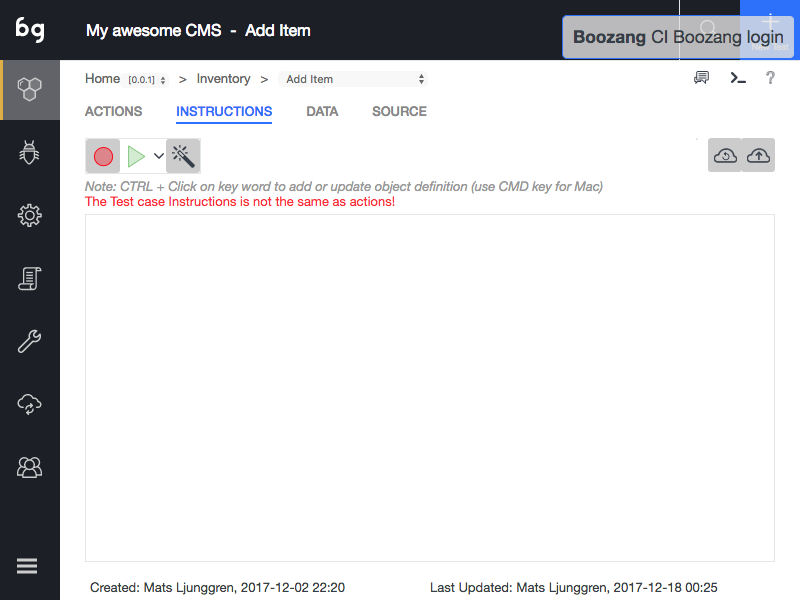 bg
My awesome CMS - Add Item
Boozang CI Boozang login
Home [0.0.1] > Inventory > Add Item
?
ACTIONS INSTRUCTIONS DATA SOURCE
Note: CTRL + Click on key word to add or update object definition (use CMD key for Mac)
The Test case Instructions is not the same as actions!
Created: Mats Ljunggren, 2017-12-02 22:20 Last Updated: Mats Ljunggren, 2017-12-18 00:25